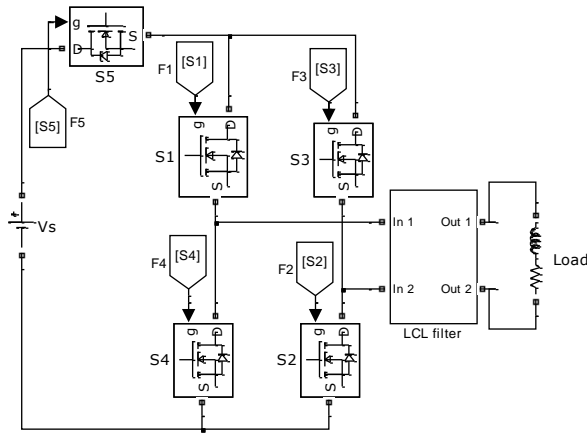 g
D
S
S5
[S5]
F5
F1
[S1]
F3
[S3]
g
D
S
S1
g
D
S
S3
Vs
In 1
Out 1
In 2
Out 2
LCL filter
Load
F4
[S4]
F2
[S2]
g
D
S
S4
g
D
S
S2